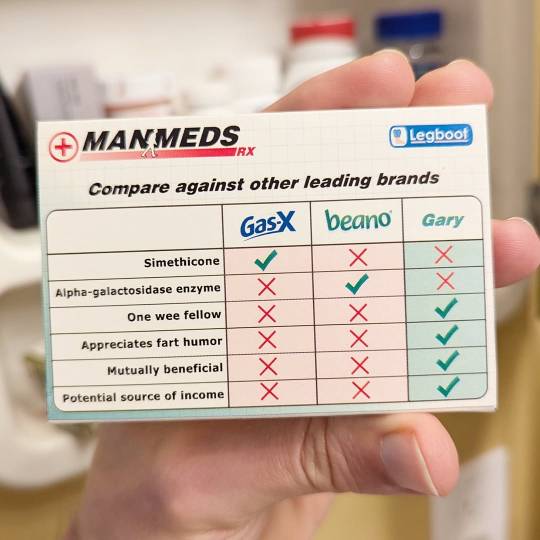 MANMEDS RX
Legboof
Compare against other leading brands
Gas-X beano Gary
Simethicone ✓ ✗ ✗
Alpha-galactosidase enzyme ✗ ✓ ✗
One wee fellow ✗ ✗ ✓
Appreciates fart humor ✗ ✗ ✓
Mutually beneficial ✗ ✗ ✓
Potential source of income ✗ ✗ ✓